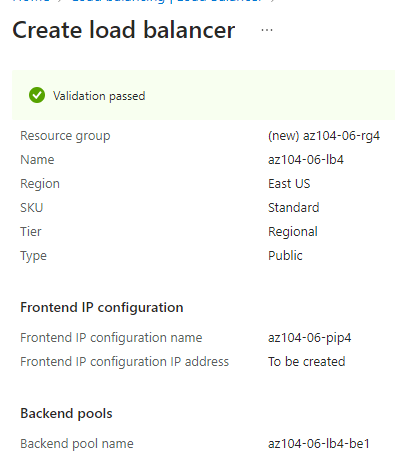 Create load balancer ...
Validation passed
Resource group (new) az104-06-rg4
Name az104-06-lb4
Region East US
SKU Standard
Tier Regional
Type Public
Frontend IP configuration
Frontend IP configuration name az104-06-pip4
Frontend IP configuration IP address To be created
Backend pools
Backend pool name az104-06-lb4-be1